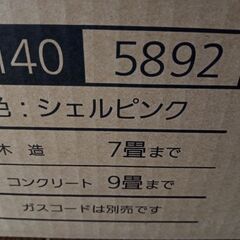 140 5892
色：シェルピンク
木造 7畳まで
コンクリート 9畳まで
ガスコードは別売です